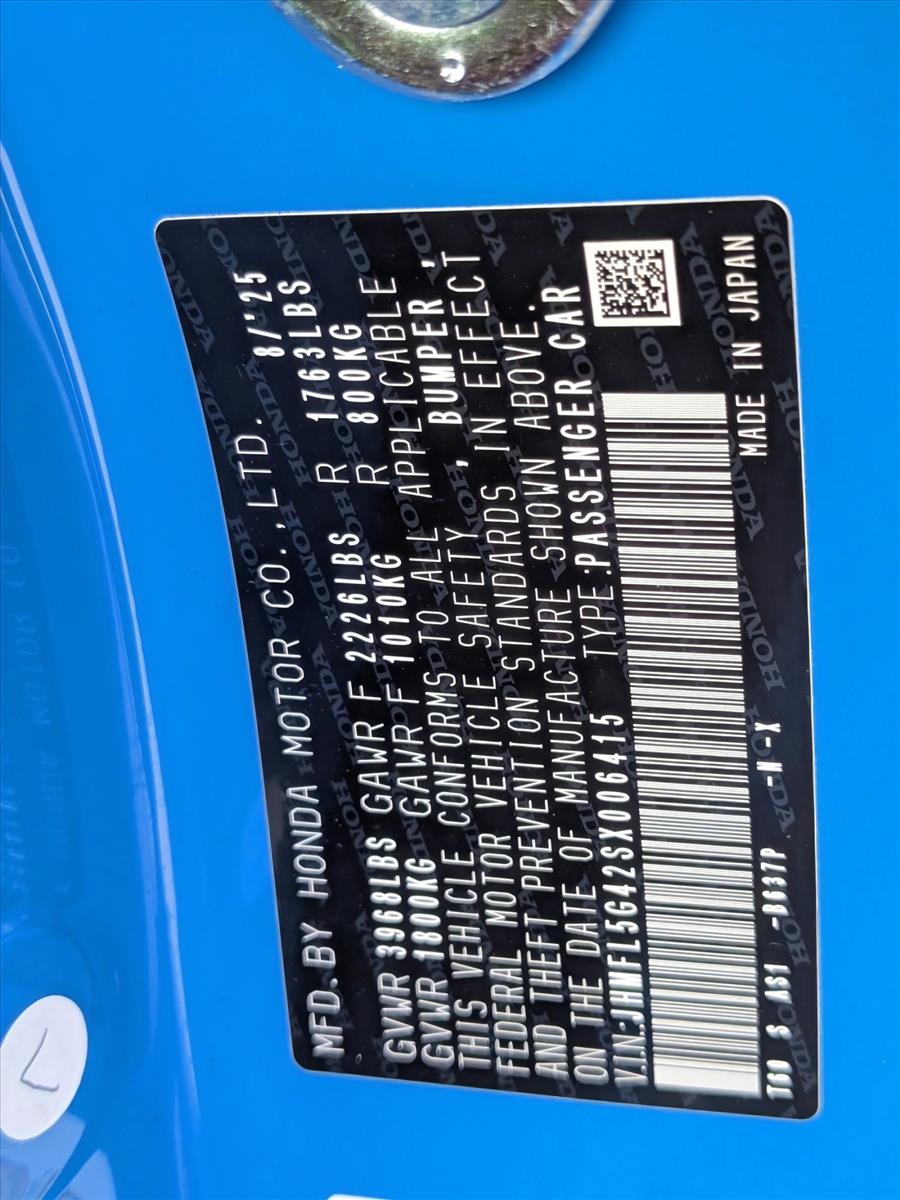 MFD.BY HONDA MOTOR CO.,LTD. 8/'25
GVWR 3968LBS GAWR F 2226LBS R 1763LBS
GVWR 1800KG GAWR F 1010KG R 800KG
THIS VEHICLE CONFORMS TO ALL APPLICABLE
FEDERAL MOTOR VEHICLE SAFETY , BUMPER ,
AND THEFT PREVENTION STANDARDS IN EFFECT
ON THE DATE OF MANUFACTURE SHOWN ABOVE.
V.I.N:JHMFL5G42SX006415 TYPE:PASSENGER CAR
T60 S AS1 -B637P -N -X MADE IN JAPAN